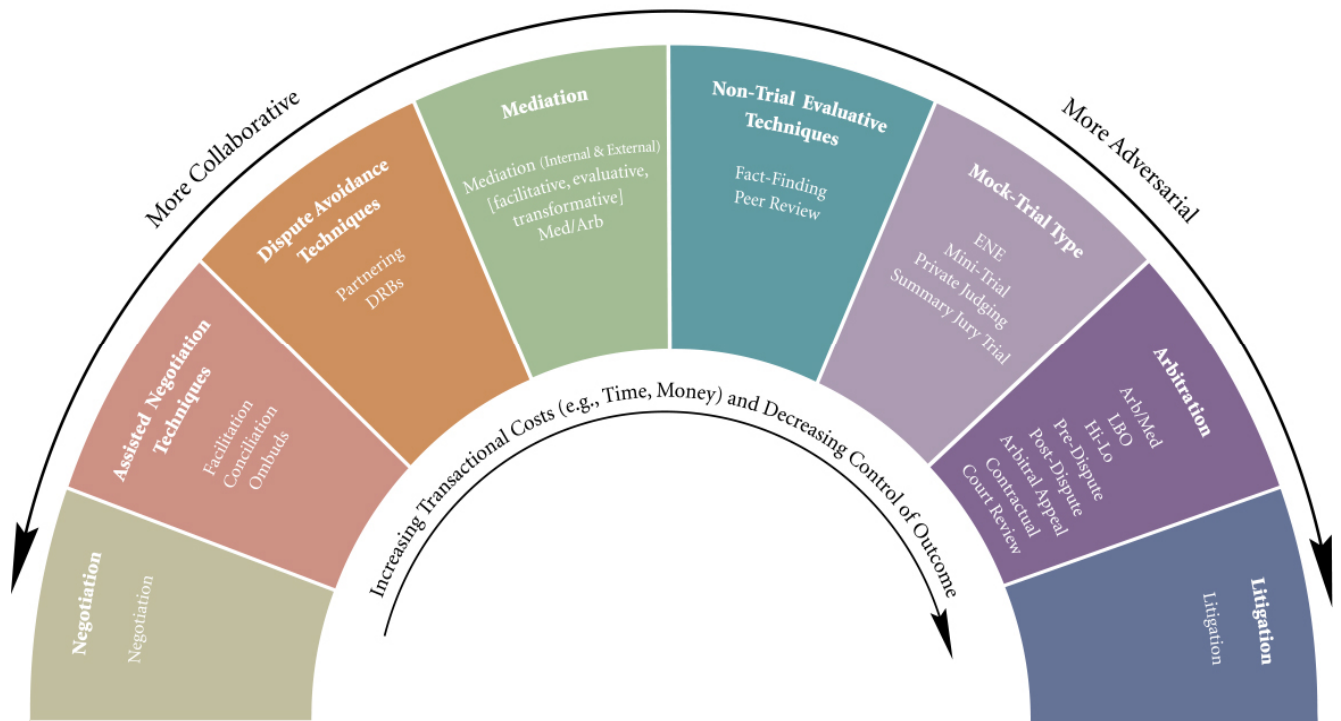 More Collaborative
More Adversarial
Negotiation
Negotiation
Assisted Negotiation
Techniques
Facilitation
Conciliation
Ombuds
Dispute Avoidance
Techniques
Partnering
DRBs
Mediation
Mediation (Internal & External)
[facilitative, evaluative,
transformative]
Med/Arb
Non-Trial Evaluative
Techniques
Fact-Finding
Peer Review
Mock-Trial Type
ENE
Mini-Trial
Private Judging
Summary Jury Trial
Arbitration
Arb/Med
LBO
Hi-Lo
Pre-Dispute
Post-Dispute
Arbitral Appeal
Contractual
Court Review
Litigation
Litigation
Increasing Transactional Costs (e.g., Time, Money) and Decreasing Control of Outcome